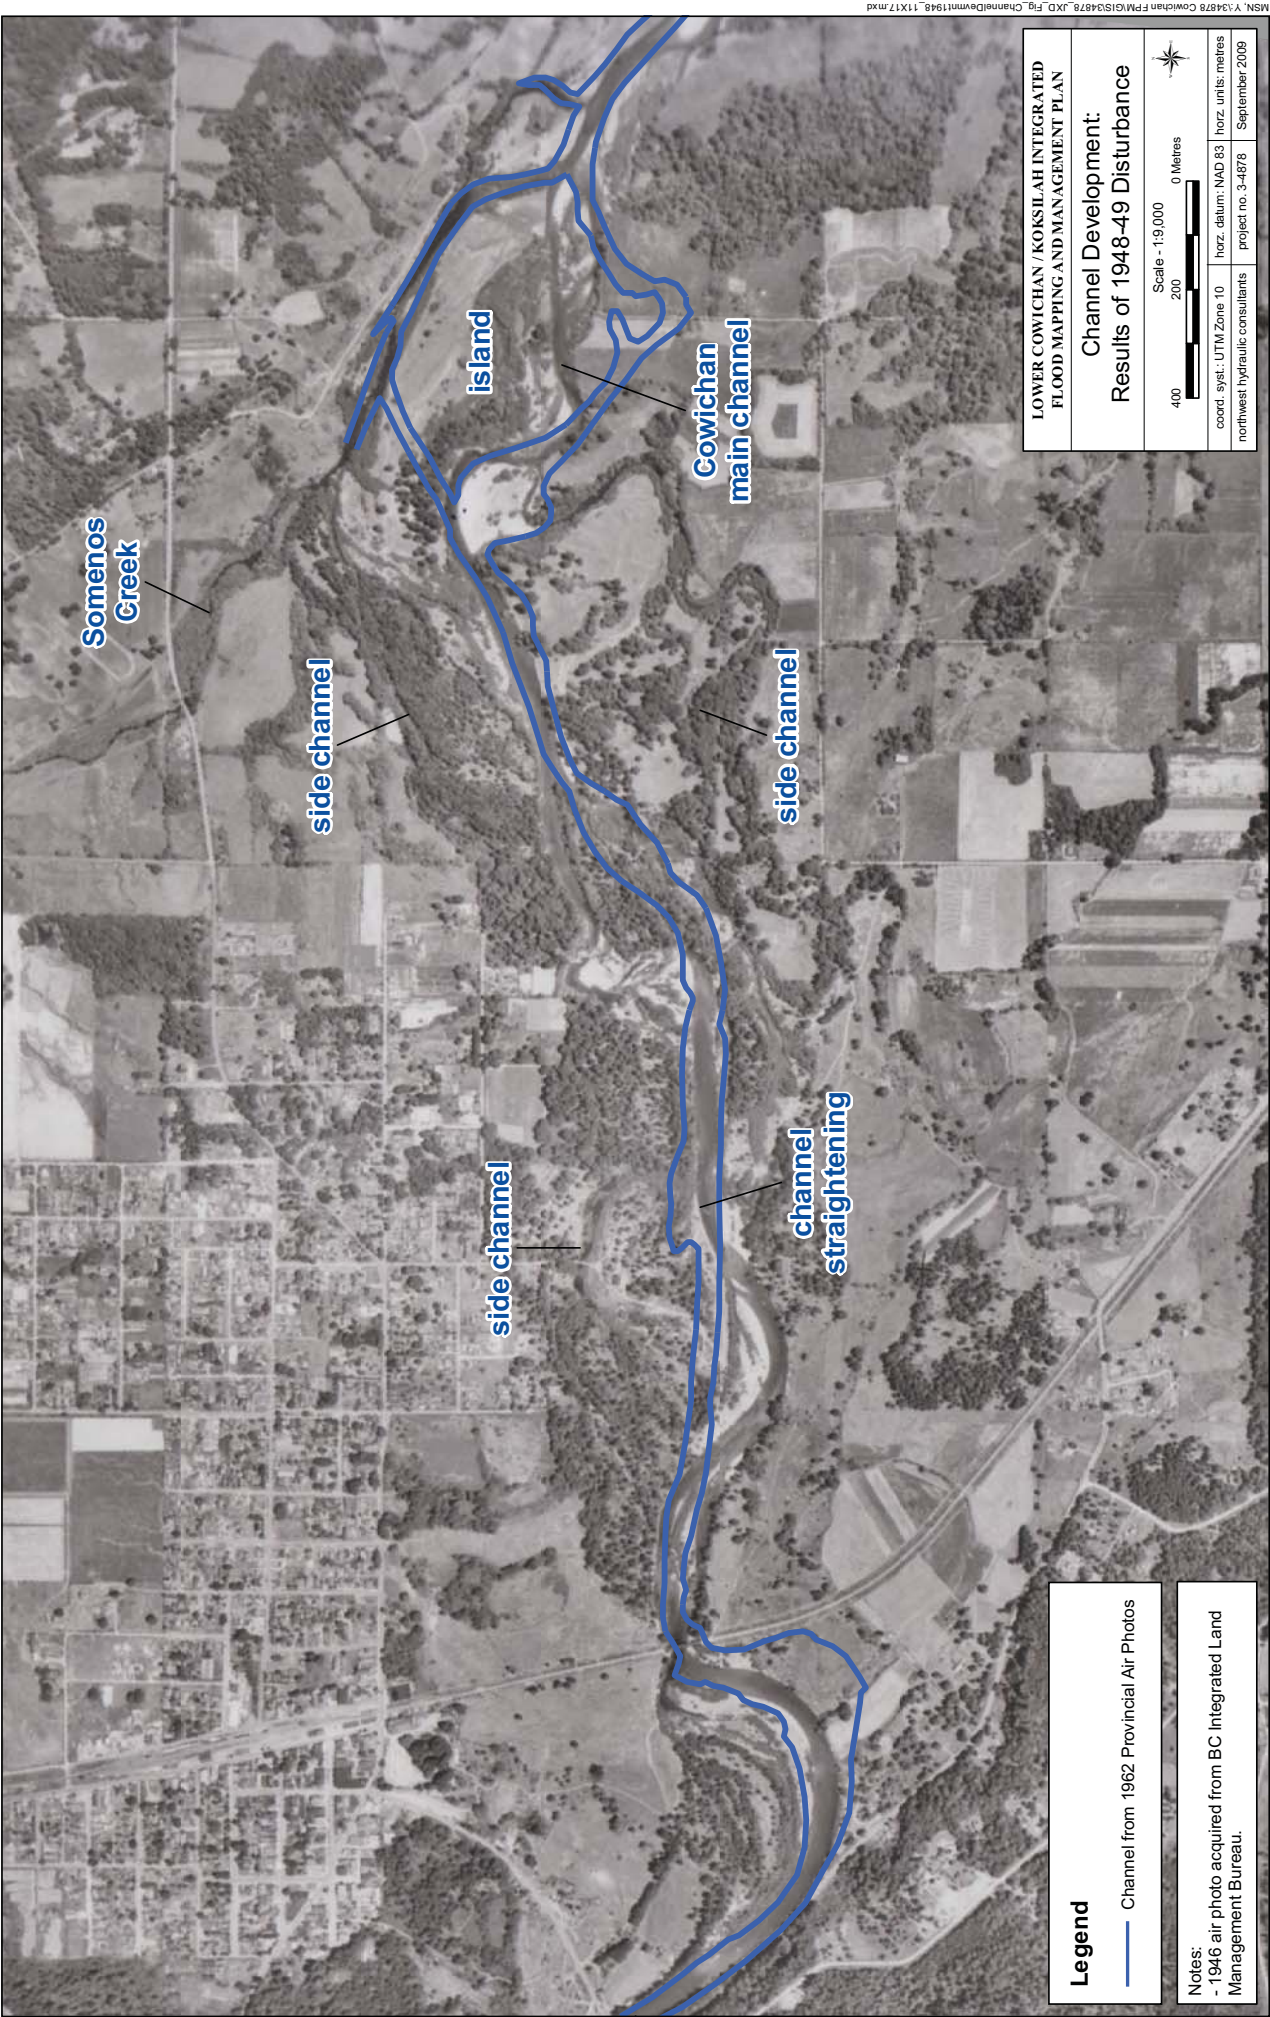 Somenos
Creek
side channel
island
Cowichan
main channel
side channel
side channel
channel
straightening
Legend
Channel from 1962 Provincial Air Photos
Notes:
- 1946 air photo acquired from BC Integrated Land
Management Bureau.
LOWER COWICHAN / KOKSILAH INTEGRATED
FLOOD MAPPING AND MANAGEMENT PLAN
Channel Development:
Results of 1948-49 Disturbance
Scale - 1:9,000
400 200 0 Metres
coord. syst.: UTM Zone 10 horz. datum: NAD 83 horz. units: metres
northwest hydraulic consultants project no. 3-4878 September 2009
MSN, Y:\34878 Cowichan FPM\GIS\34878_JXD_Fig_ChannelDevmnt1948_11X17.mxd